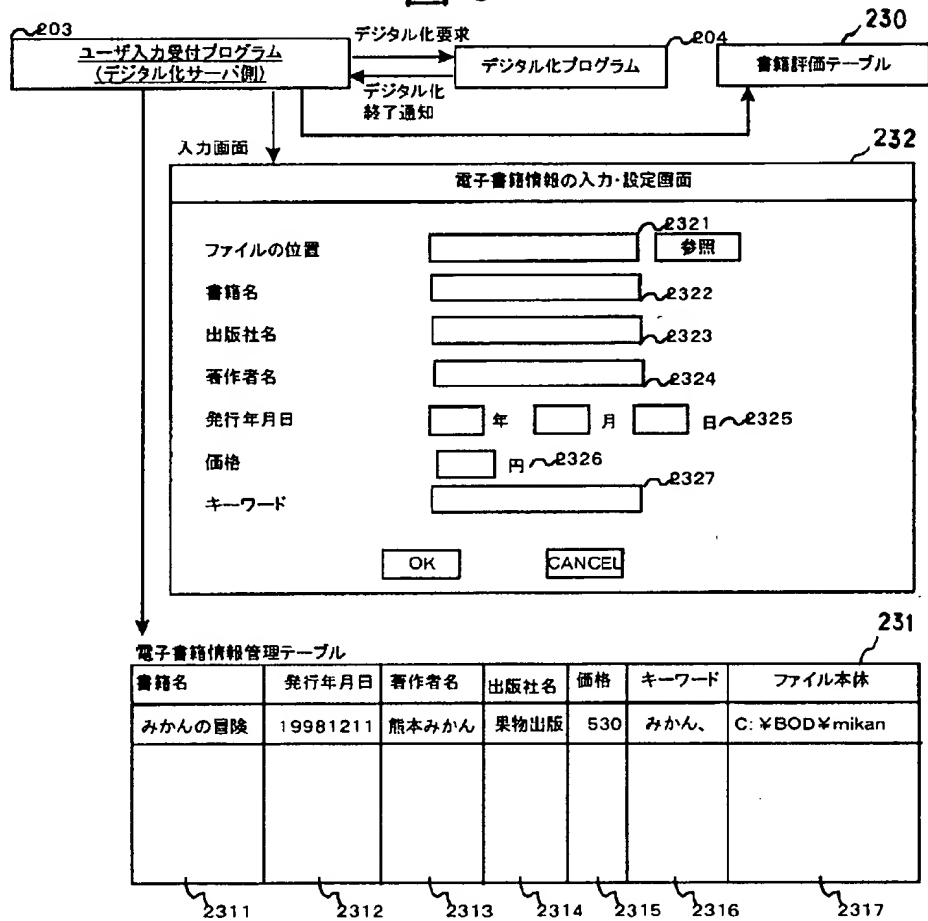 203
ユーザ入力受付プログラム
(デジタル化サーバ側)
デジタル化要求
デジタル化
終了通知
204
デジタル化プログラム
230
書籍評価テーブル
入力画面
232
電子書籍情報の入力・設定画面
ファイルの位置
2321
参照
書籍名
2322
出版社名
2323
著作者名
2324
発行年月日 年 月 日 2325
価格 円 2326
キーワード
2327
OK CANCEL
231
電子書籍情報管理テーブル
書籍名 発行年月日 著作者名 出版社名 価格 キーワード ファイル本体
みかんの冒険 19981211 熊本みかん 果物出版 530 みかん、 C:¥BOD¥mikan
2311 2312 2313 2314 2315 2316 2317